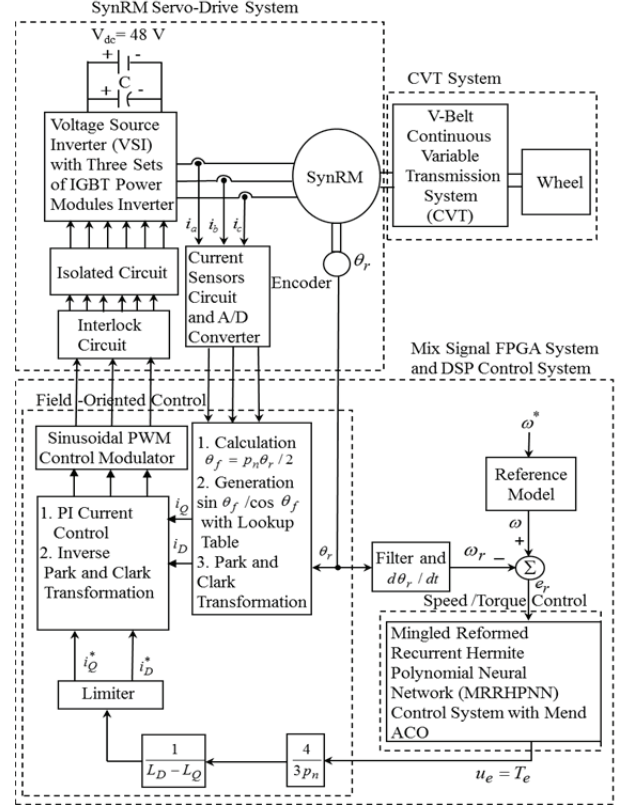 SynRM Servo-Drive System
V_dc= 48 V
+ -
C
+ -
Voltage Source
Inverter (VSI)
with Three Sets
of IGBT Power
Modules Inverter
SynRM
CVT System
V-Belt
Continuous
Variable
Transmission
System
(CVT)
Wheel
i_a i_b i_c
Isolated Circuit
Interlock
Circuit
Current
Sensors
Circuit
and A/D
Converter
Encoder
θ_r
Mix Signal FPGA System
and DSP Control System
Field -Oriented Control
Sinusoidal PWM
Control Modulator
1. Calculation
θ_f = p_n θ_r / 2
2. Generation
sin θ_f /cos θ_f
with Lookup
Table
3. Park and
Clark
Transformation
i_Q
i_D
1. PI Current
Control
2. Inverse
Park and Clark
Transformation
θ_r
Filter and
dθ_r / dt
ω*
Reference
Model
ω
+
ω_r −
Σ
e_r
Speed /Torque Control
Mingled Reformed
Recurrent Hermite
Polynomial Neural
Network (MRRHPNN)
Control System with Mend
ACO
i*_Q i*_D
Limiter
1
L_D − L_Q
4
3p_n
u_e = T_e